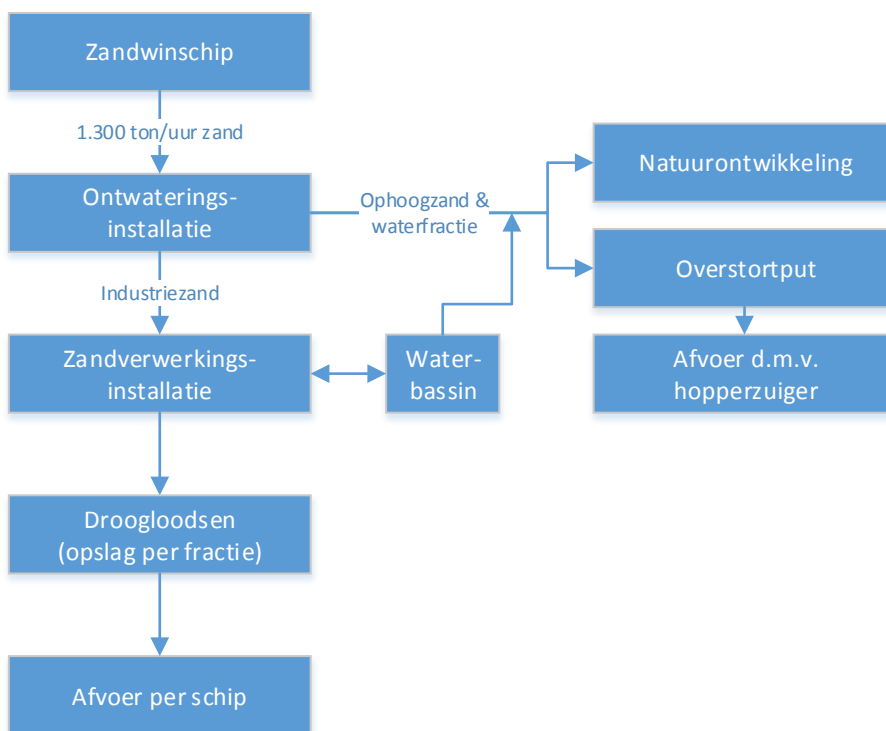 Zandwinschip
1.300 ton/uur zand
Ontwaterings-
installatie
Ophoogzand &
waterfractie
Natuurontwikkeling
Overstortput
Industriezand
Zandverwerkings-
installatie
Water-
bassin
Afvoer d.m.v.
hopperzuiger
Droogloodsen
(opslag per fractie)
Afvoer per schip